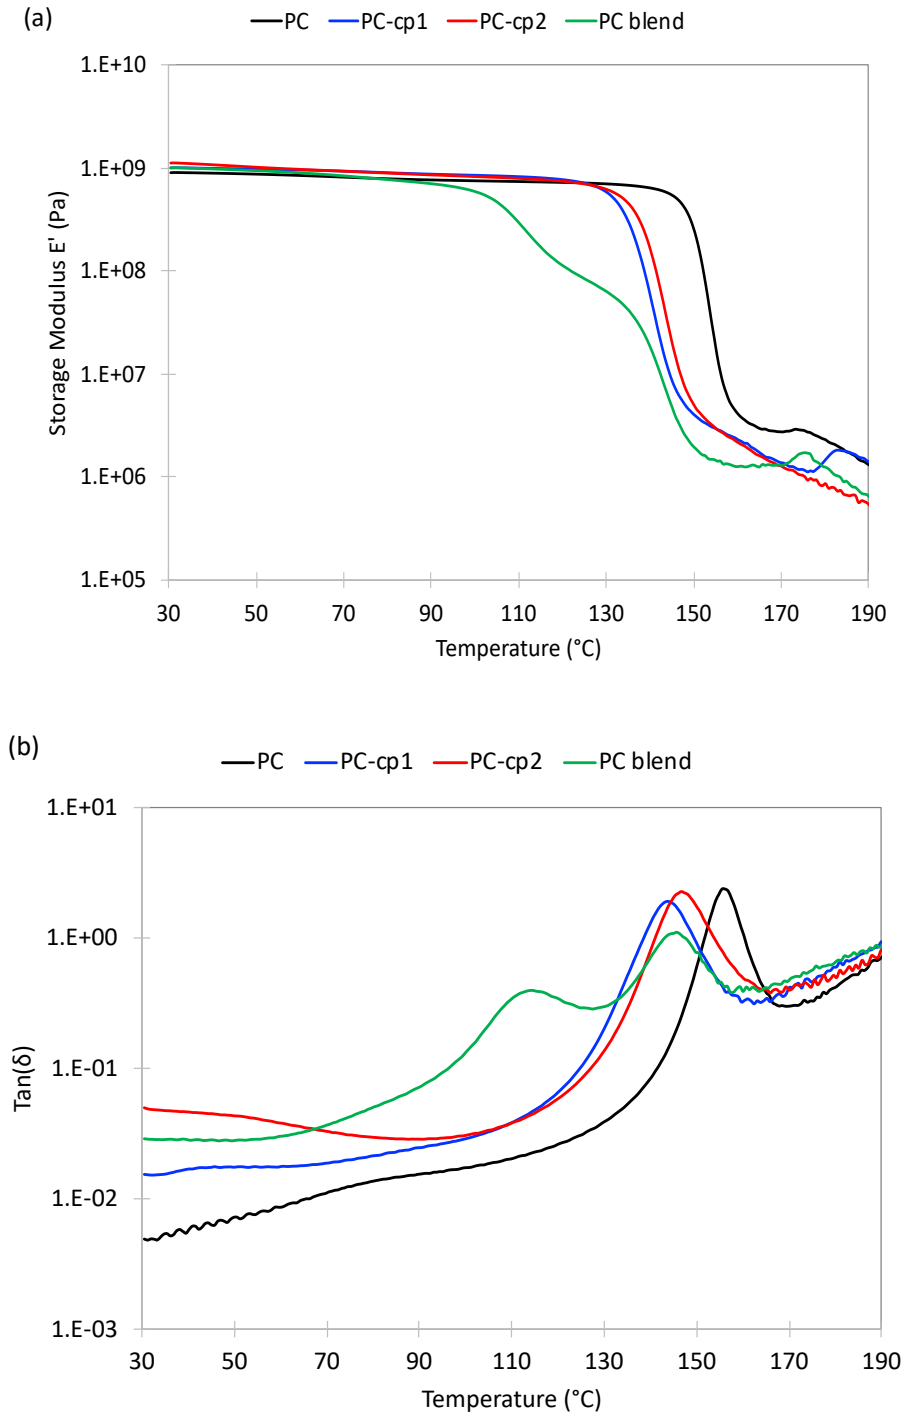 (a)
PC PC-cp1 PC-cp2 PC blend
1.E+10
1.E+09
1.E+08
1.E+07
1.E+06
1.E+05
Storage Modulus E' (Pa)
30 50 70 90 110 130 150 170 190
Temperature (°C)
(b)
PC PC-cp1 PC-cp2 PC blend
1.E+01
1.E+00
1.E-01
1.E-02
1.E-03
Tan(δ)
30 50 70 90 110 130 150 170 190
Temperature (°C)